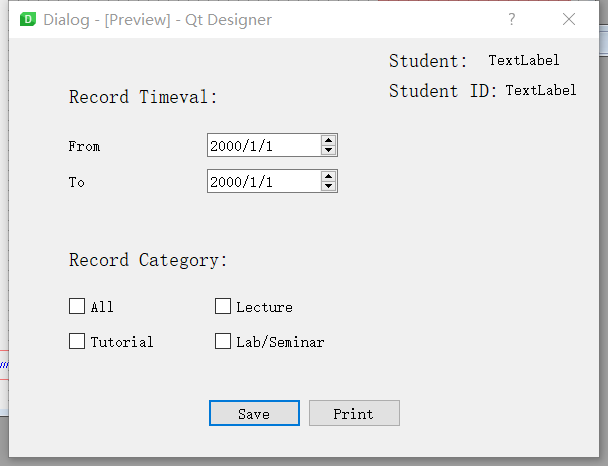 Dialog - [Preview] - Qt Designer
Student: TextLabel
Student ID: TextLabel
Record Timeval:
From 2000/1/1
To 2000/1/1
Record Category:
All Lecture
Tutorial Lab/Seminar
Save Print